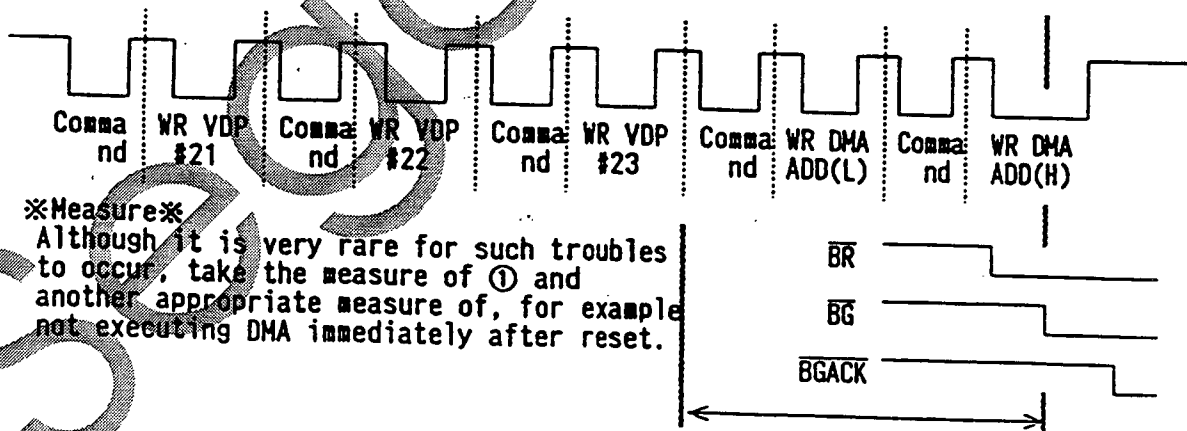 Comma WR VDP Comma WR VDP Comma WR VDP Comma WR DMA Comma WR DMA
nd #21 nd #22 nd #23 nd ADD(L) nd ADD(H)
※Measure※
Although it is very rare for such troubles
to occur, take the measure of ① and
another appropriate measure of, for example
not executing DMA immediately after reset.
BR
BG
BGACK